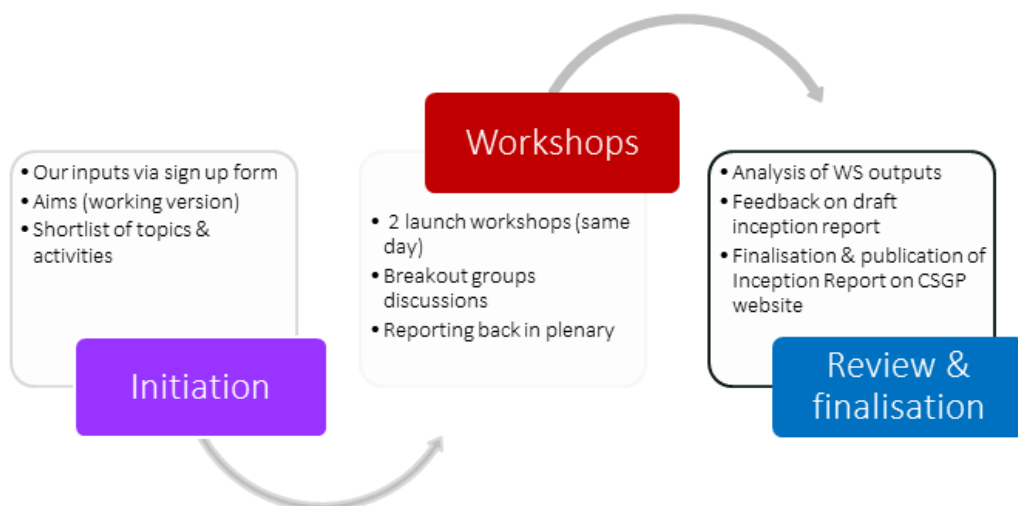 • Our inputs via sign up form
• Aims (working version)
• Shortlist of topics &
activities
Initiation
Workshops
• 2 launch workshops (same
day)
• Breakout groups
discussions
• Reporting back in plenary
• Analysis of WS outputs
• Feedback on draft
inception report
• Finalisation & publication of
Inception Report on CSGP
website
Review &
finalisation